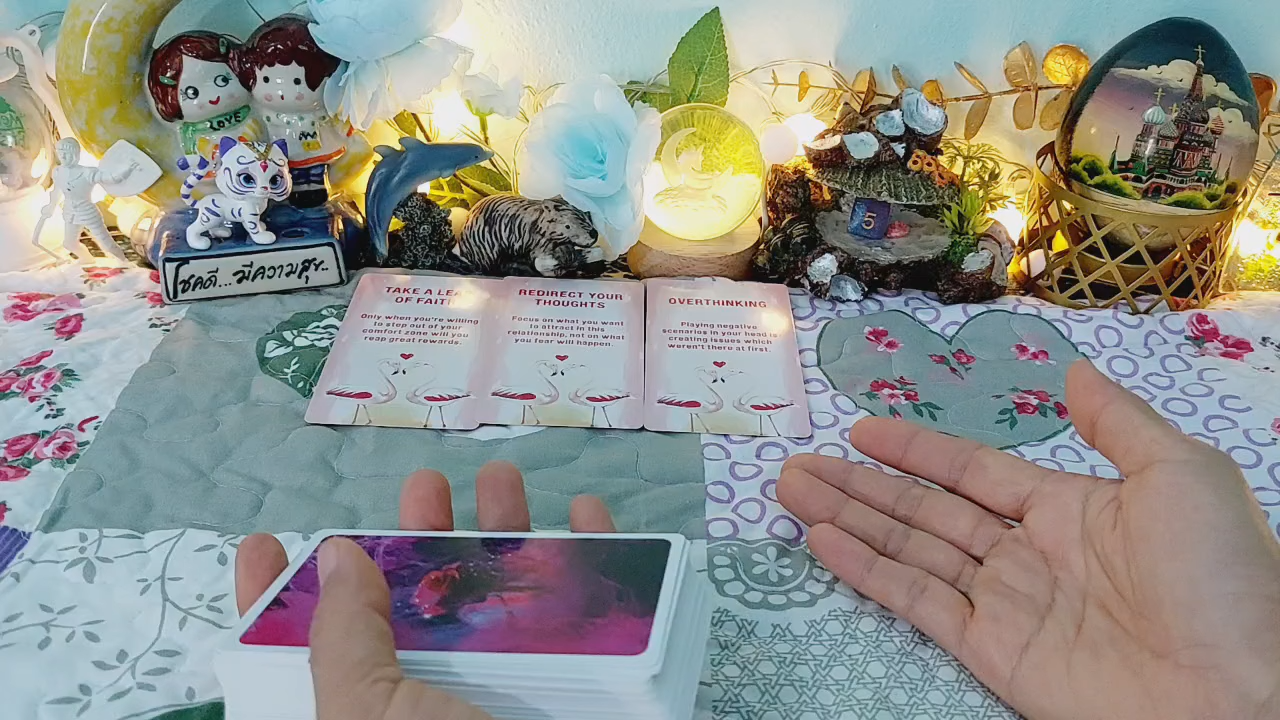 LOVE
โชคดี...มีความสุข..
5
TAKE A LEAP
OF FAITH
Only when you're willing
to step out of your
comfort zone will you
reap great rewards.
REDIRECT YOUR
THOUGHTS
Focus on what you want
to attract in this
relationship, not on what
you fear will happen.
OVERTHINKING
Playing negative
scenarios in your head is
creating issues which
weren't there at first.